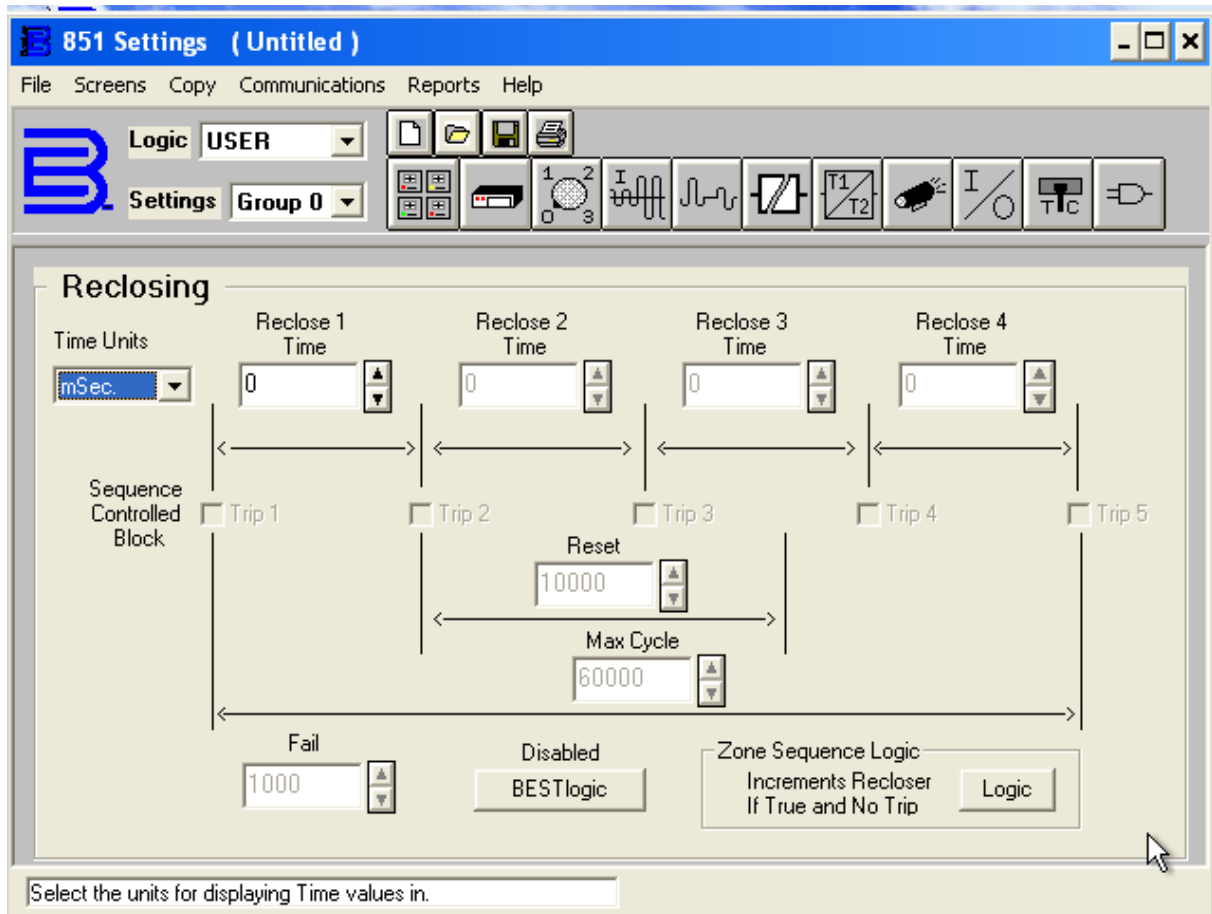 851 Settings ( Untitled )
File Screens Copy Communications Reports Help
Logic USER
Settings Group 0
1 2 0 3
I
T1 T2
I O
T C
Reclosing
Time Units
mSec.
Reclose 1 Time
0
Reclose 2 Time
0
Reclose 3 Time
0
Reclose 4 Time
0
Sequence Controlled Block
Trip 1
Trip 2
Trip 3
Trip 4
Trip 5
Reset
10000
Max Cycle
60000
Fail
1000
Disabled
BESTlogic
Zone Sequence Logic
Increments Recloser
If True and No Trip
Logic
Select the units for displaying Time values in.